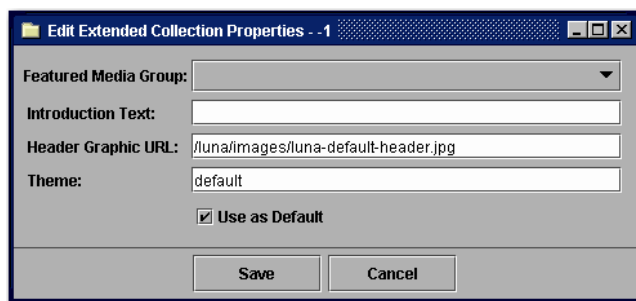 Edit Extended Collection Properties - -1
Featured Media Group:
Introduction Text:
Header Graphic URL: /luna/images/luna-default-header.jpg
Theme: default
Use as Default
Save Cancel